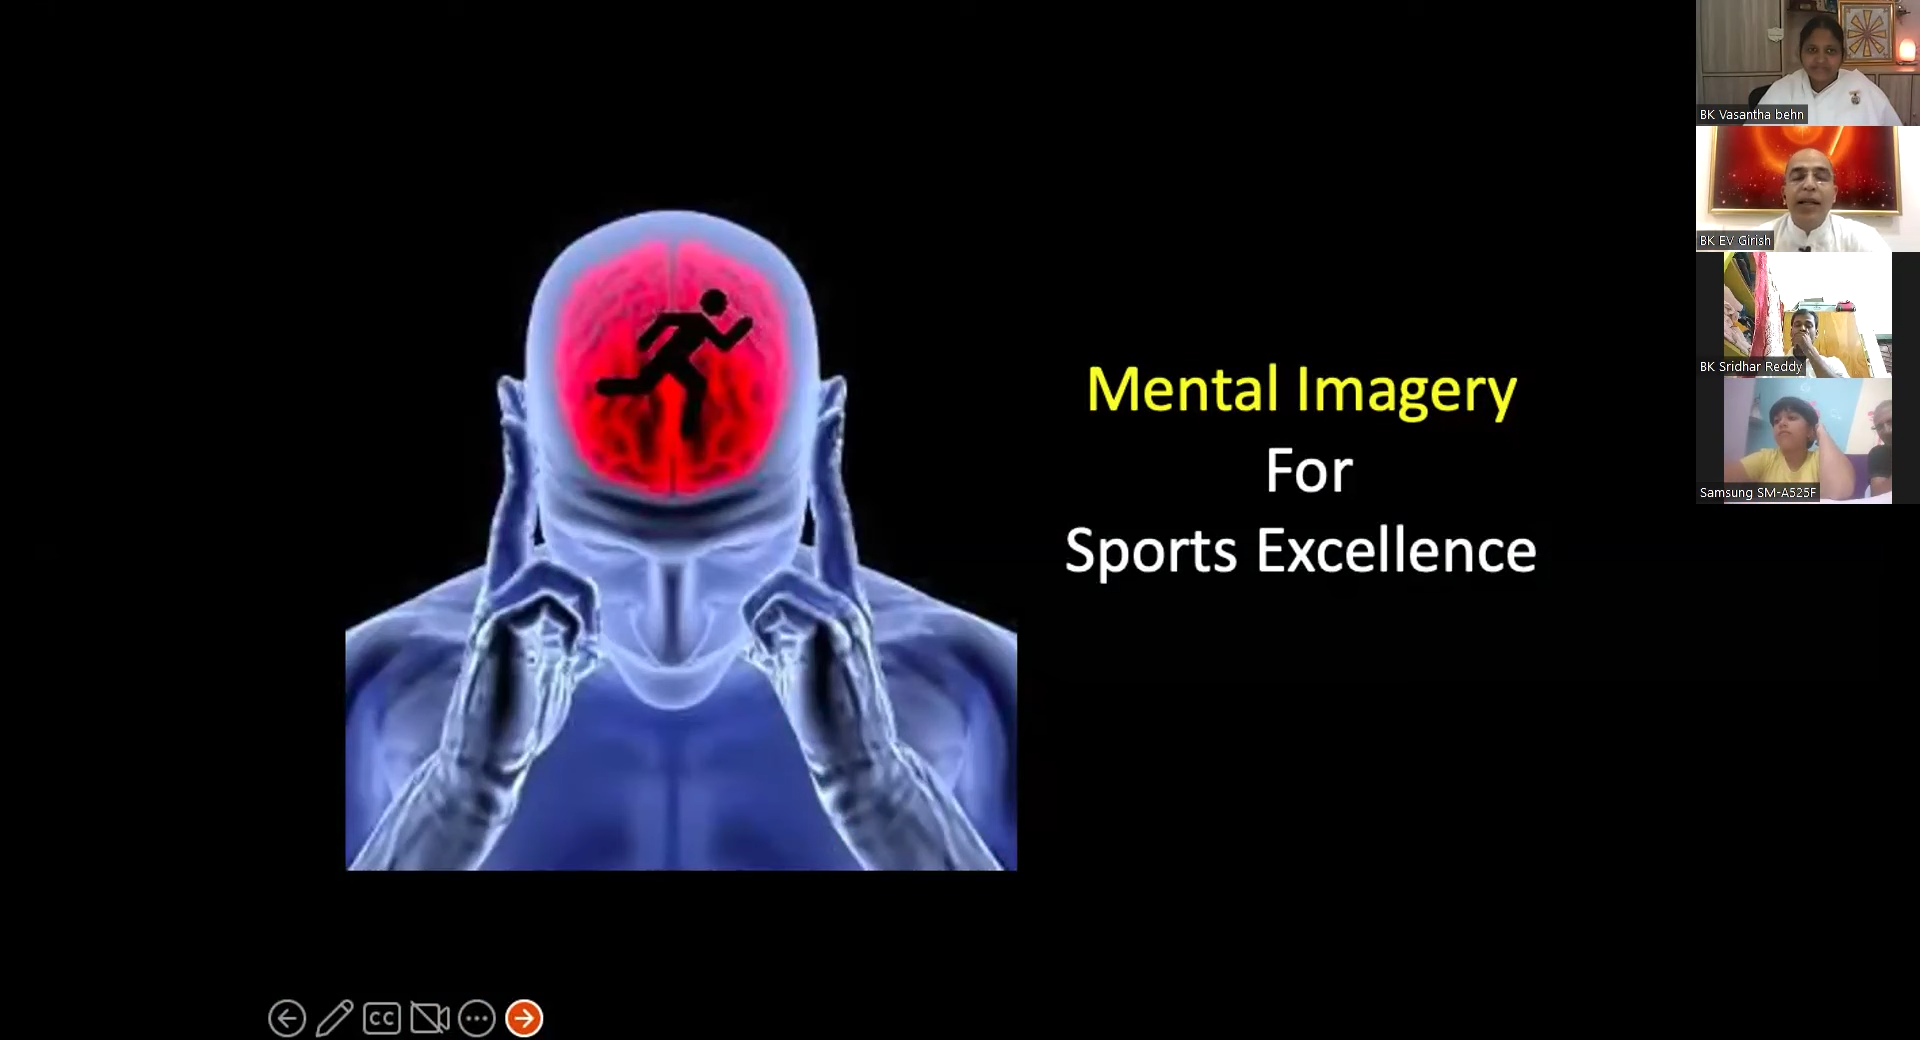 Mental Imagery
For
Sports Excellence
BK Vasantha behn
BK EV Girish
BK Sridhar Reddy
Samsung SM-A525F
CC